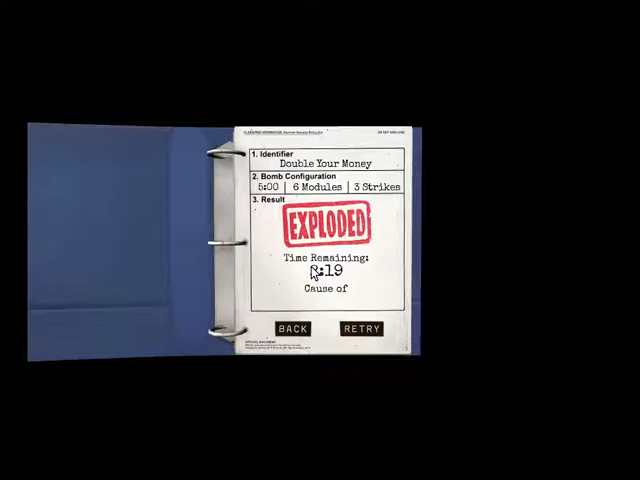 1. Identifier
Double Your Money
2. Bomb Configuration
5:00 | 6 Modules | 3 Strikes
3. Result
EXPLODED
Time Remaining:
:19
Cause of
BACK RETRY